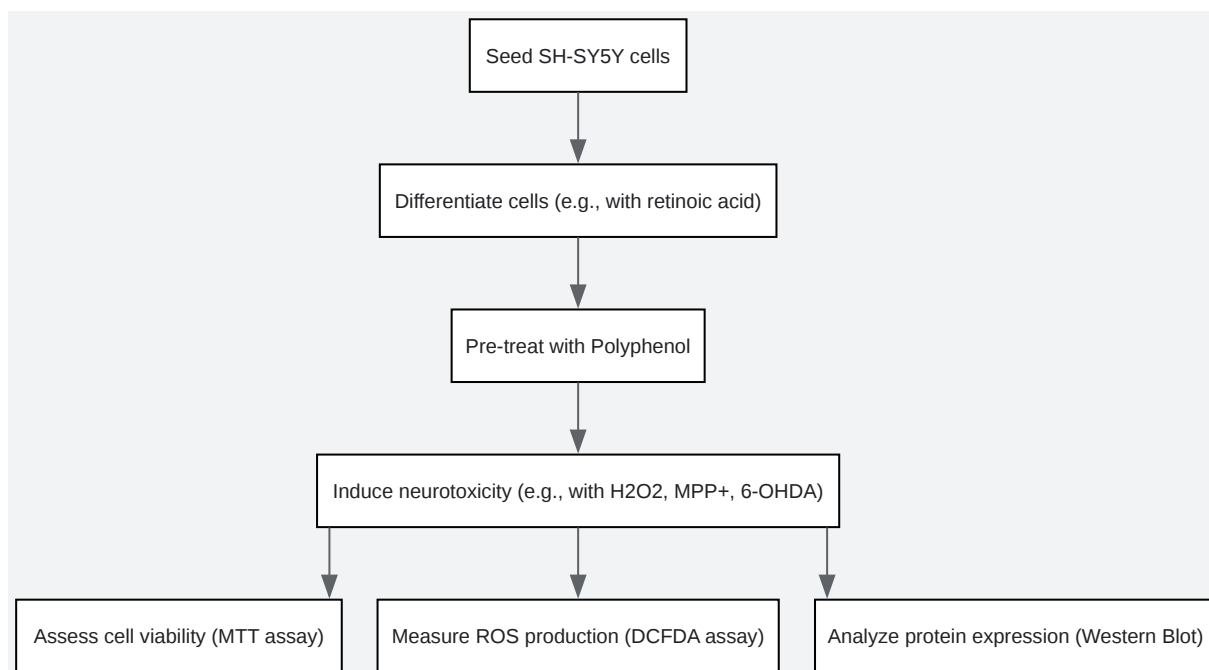 Seed SH-SY5Y cells
Differentiate cells (e.g., with retinoic acid)
Pre-treat with Polyphenol
Induce neurotoxicity (e.g., with H2O2, MPP+, 6-OHDA)
Assess cell viability (MTT assay)
Measure ROS production (DCFDA assay)
Analyze protein expression (Western Blot)